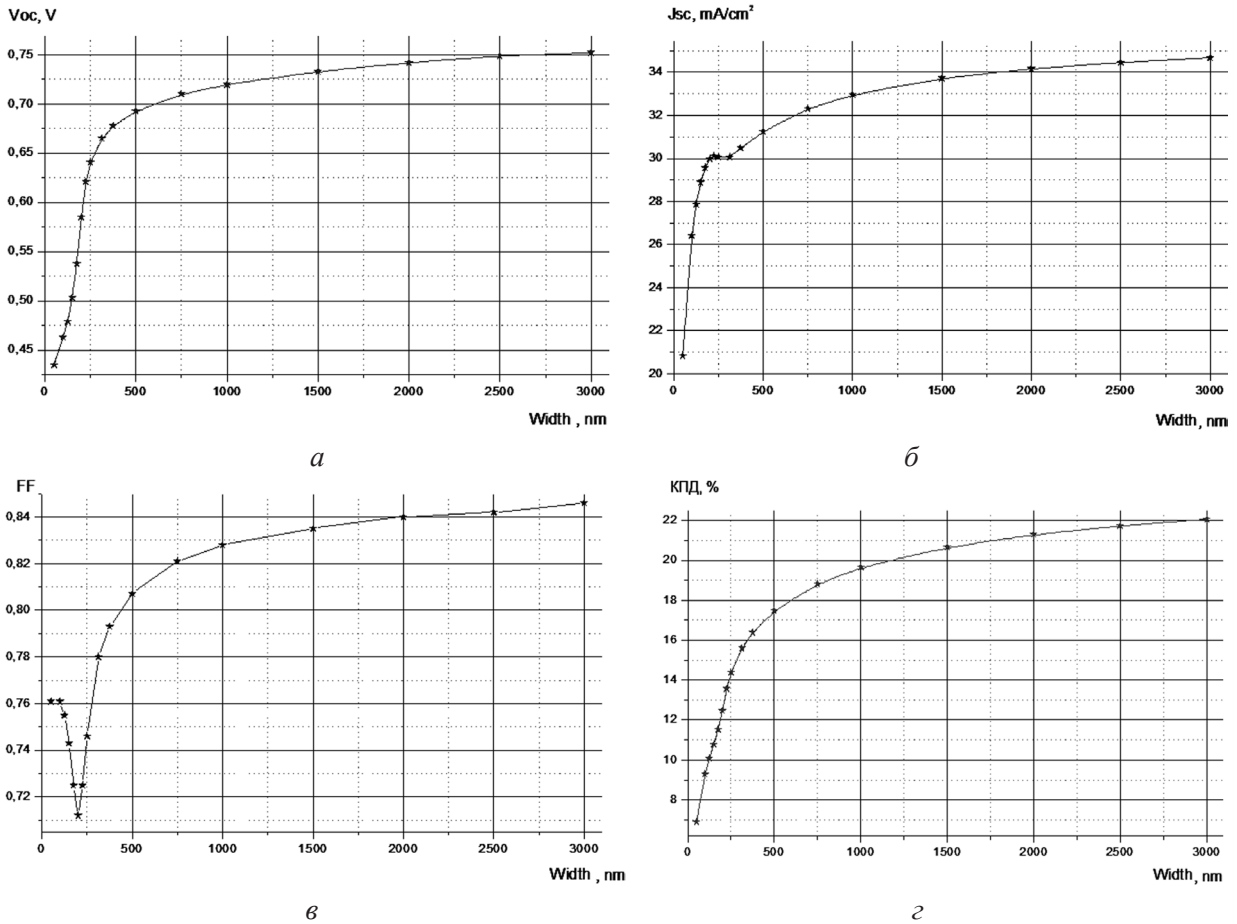 Voc, V
0,75
0,70
0,65
0,60
0,55
0,50
0,45
0 500 1000 1500 2000 2500 3000
Width , nm
а
Jsc, mA/cm²
34
32
30
28
26
24
22
20
0 500 1000 1500 2000 2500 3000
Width , nm
б
FF
0,84
0,82
0,80
0,78
0,76
0,74
0,72
0 500 1000 1500 2000 2500 3000
Width , nm
в
КПД, %
22
20
18
16
14
12
10
8
0 500 1000 1500 2000 2500 3000
Width , nm
г